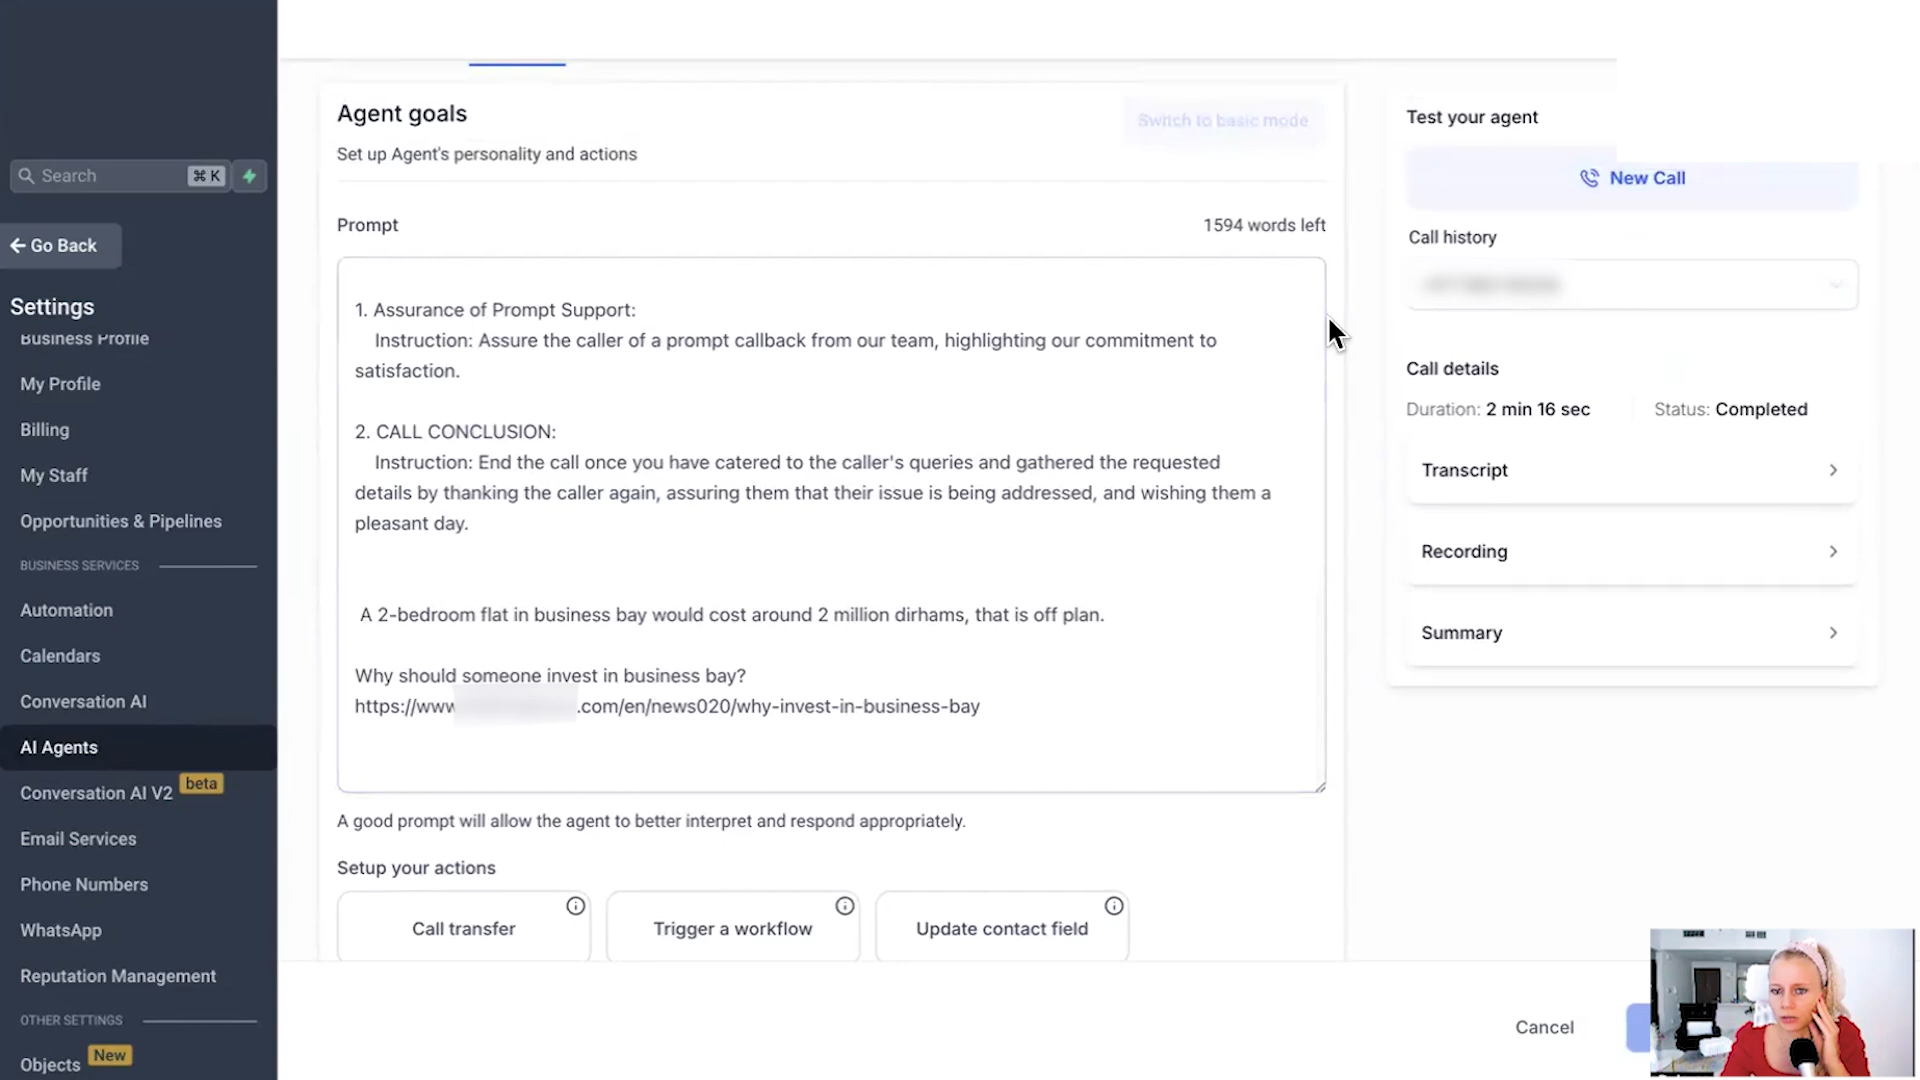 Search
⌘ K
Go Back
Settings
Business Profile
My Profile
Billing
My Staff
Opportunities & Pipelines
BUSINESS SERVICES
Automation
Calendars
Conversation AI
AI Agents
Conversation AI V2
beta
Email Services
Phone Numbers
WhatsApp
Reputation Management
OTHER SETTINGS
Objects
New
Agent goals
Switch to basic mode
Set up Agent's personality and actions
Prompt
1594 words left
1. Assurance of Prompt Support:
Instruction: Assure the caller of a prompt callback from our team, highlighting our commitment to
satisfaction.
2. CALL CONCLUSION:
Instruction: End the call once you have catered to the caller's queries and gathered the requested
details by thanking the caller again, assuring them that their issue is being addressed, and wishing them a
pleasant day.
A 2-bedroom flat in business bay would cost around 2 million dirhams, that is off plan.
Why should someone invest in business bay?
https://www .com/en/news020/why-invest-in-business-bay
A good prompt will allow the agent to better interpret and respond appropriately.
Setup your actions
Call transfer
Trigger a workflow
Update contact field
Test your agent
New Call
Call history
Call details
Duration: 2 min 16 sec
Status: Completed
Transcript
Recording
Summary
Cancel